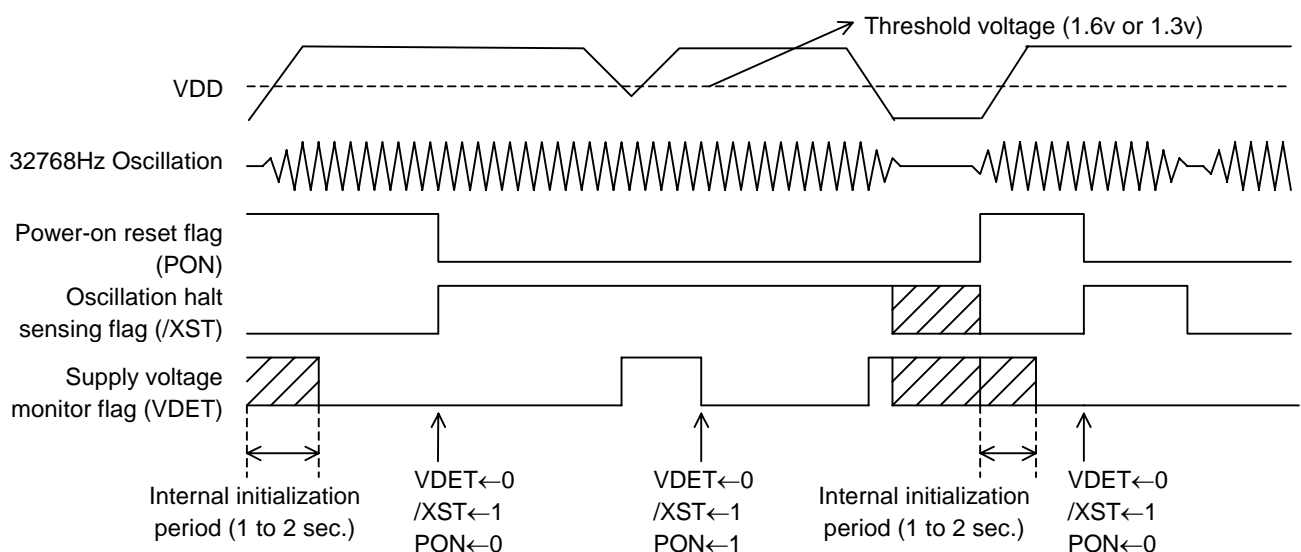 Threshold voltage (1.6v or 1.3v)
VDD
32768Hz Oscillation
Power-on reset flag
(PON)
Oscillation halt
sensing flag (/XST)
Supply voltage
monitor flag (VDET)
Internal initialization
period (1 to 2 sec.)
VDET←0
/XST←1
PON←0
VDET←0
/XST←1
PON←1
Internal initialization
period (1 to 2 sec.)
VDET←0
/XST←1
PON←0